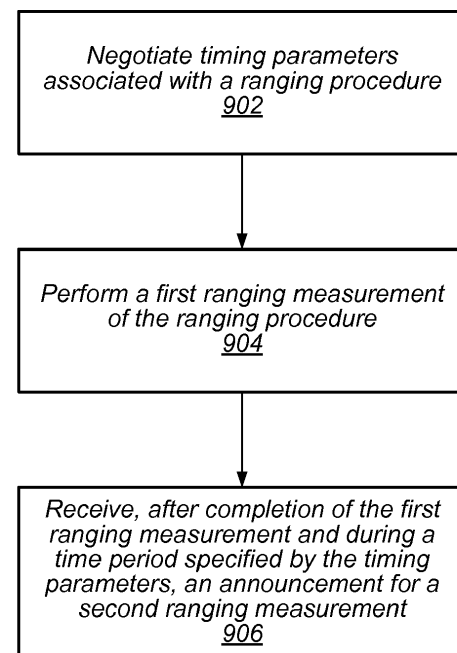 Negotiate timing parameters
associated with a ranging procedure
902
Perform a first ranging measurement
of the ranging procedure
904
Receive, after completion of the first
ranging measurement and during a
time period specified by the timing
parameters, an announcement for a
second ranging measurement
906